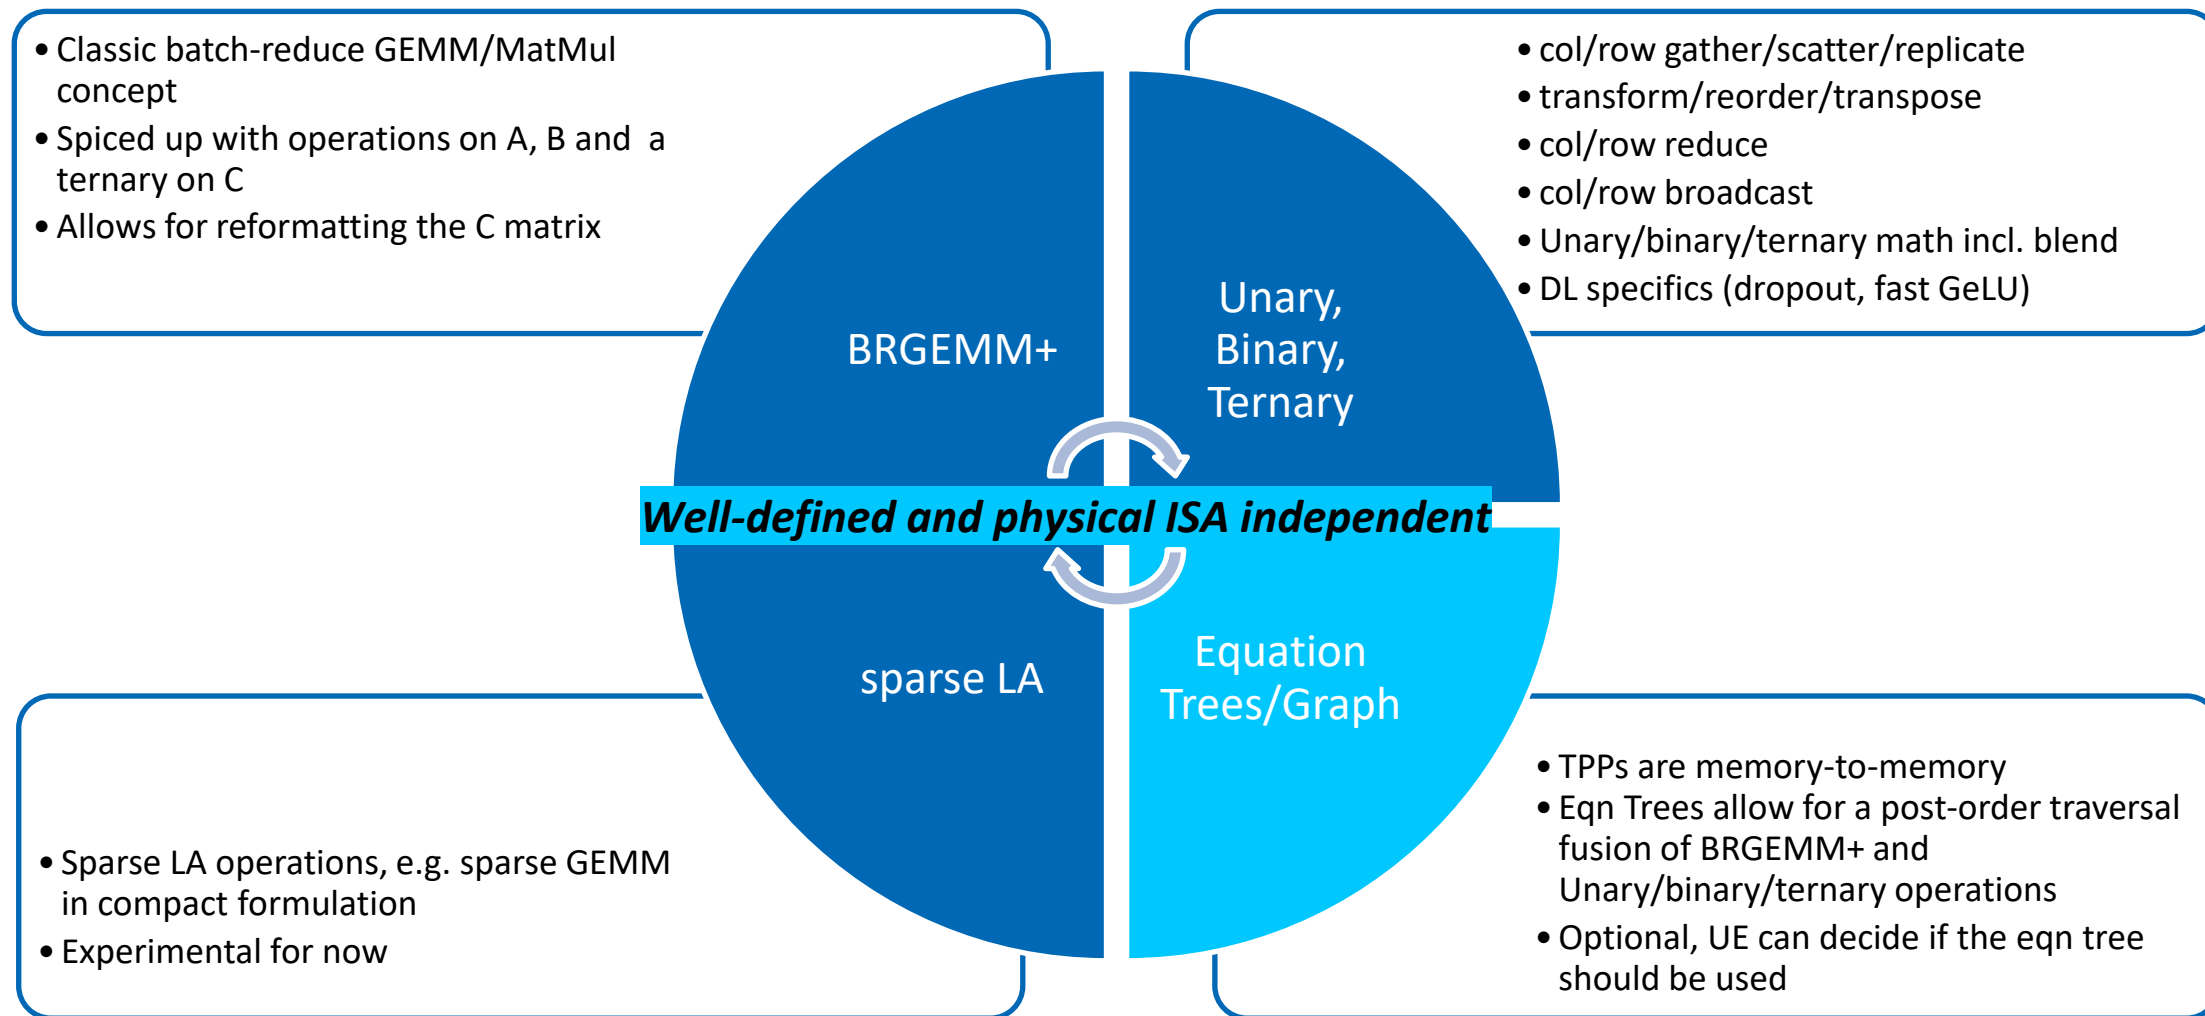 • Classic batch-reduce GEMM/MatMul
concept
• Spiced up with operations on A, B and  a
ternary on C
• Allows for reformatting the C matrix
• col/row gather/scatter/replicate
• transform/reorder/transpose
• col/row reduce
• col/row broadcast
• Unary/binary/ternary math incl. blend
• DL specifics (dropout, fast GeLU)
BRGEMM+
Unary,
Binary,
Ternary
Well-defined and physical ISA independent
sparse LA
Equation
Trees/Graph
• Sparse LA operations, e.g. sparse GEMM
in compact formulation
• Experimental for now
• TPPs are memory-to-memory
• Eqn Trees allow for a post-order traversal
fusion of BRGEMM+ and
Unary/binary/ternary operations
• Optional, UE can decide if the eqn tree
should be used